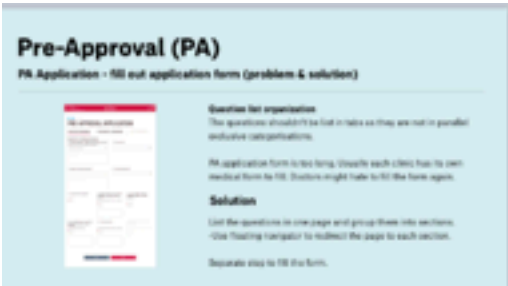 Pre-Approval (PA)
PA Application - fill out application form (problem & solution)
Question list organization
The questions shouldn't be list in tabs as they are not in parallel
exclusive categorisations.
PA application form is too long. Usually each clinic has its own
medical form to fill. Doctors might hate to fill the form again.
Solution
List the questions in one page and group them into sections.
-Use floating navigator to redirect the page to each section.
Separate step to fill the form.